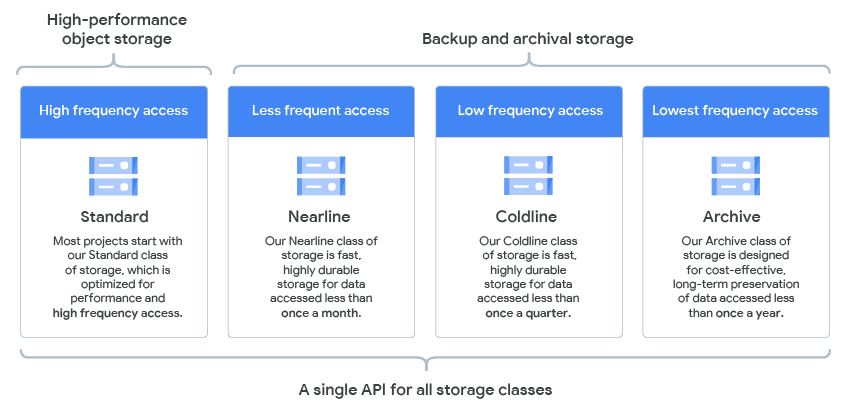 High-performance
object storage
Backup and archival storage
High frequency access
Standard
Most projects start with
our Standard class
of storage, which is
optimized for
performance and
high frequency access.
Less frequent access
Nearline
Our Nearline class of
storage is fast,
highly durable
storage for data
accessed less than
once a month.
Low frequency access
Coldline
Our Coldline class
of storage is fast,
highly durable
storage for data
accessed less than
once a quarter.
Lowest frequency access
Archive
Our Archive class of
storage is designed
for cost-effective,
long-term preservation
of data accessed less
than once a year.
A single API for all storage classes